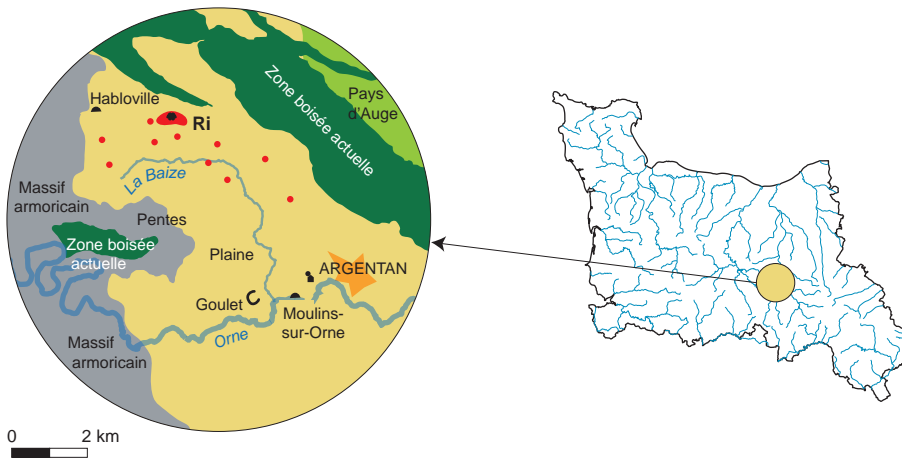 Habloville
Ri
Zone boisée
actuelle
Pays
d'Auge
La Baize
Massif
armoricain
Pentes
Zone boisée
actuelle
Plaine
ARGENTAN
Goulet
Moulins-
sur-Orne
Orne
Massif
armoricain
0 2 km